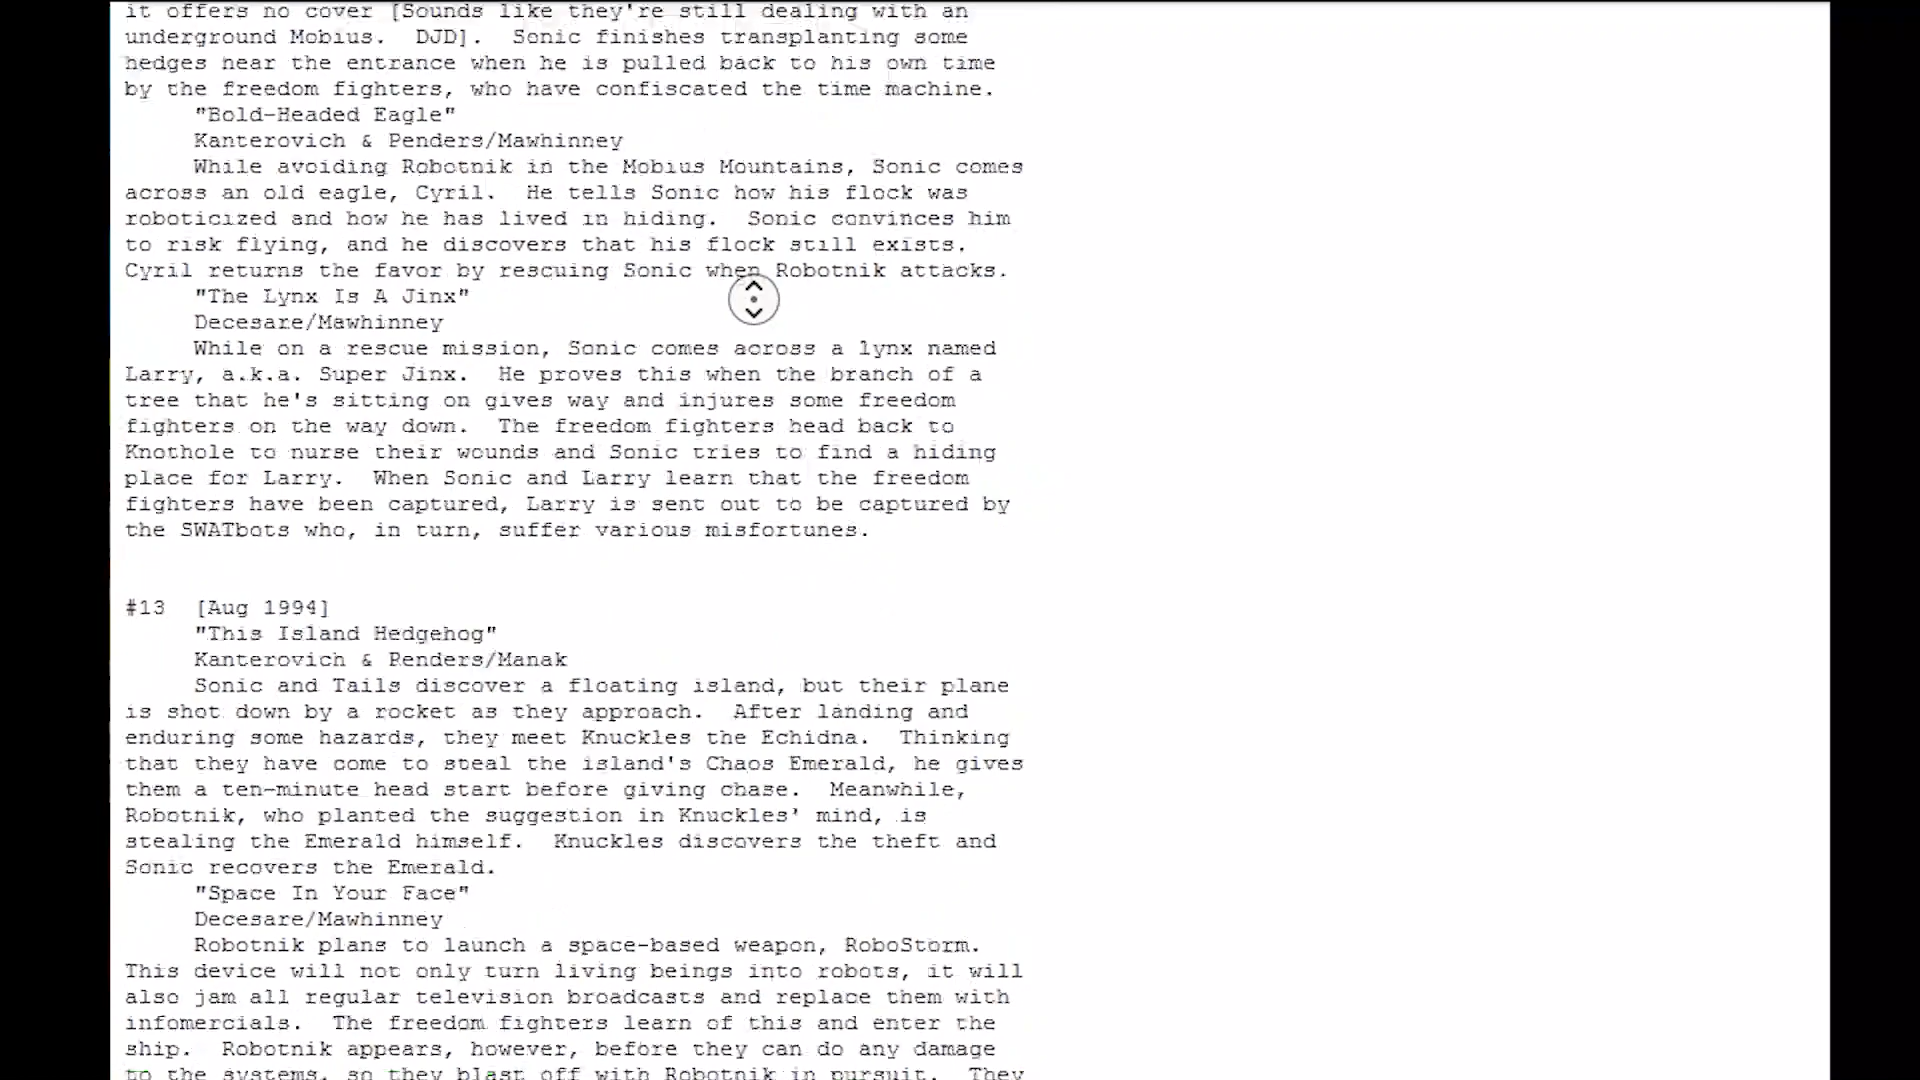 it offers no cover [Sounds like they're still dealing with an
underground Mobius.  DJD].  Sonic finishes transplanting some
hedges near the entrance when he is pulled back to his own time
by the freedom fighters, who have confiscated the time machine.
"Bold-Headed Eagle"
Kanterovich & Penders/Mawhinney
While avoiding Robotnik in the Mobius Mountains, Sonic comes
across an old eagle, Cyril.  He tells Sonic how his flock was
roboticized and how he has lived in hiding.  Sonic convinces him
to risk flying, and he discovers that his flock still exists.
Cyril returns the favor by rescuing Sonic when Robotnik attacks.
"The Lynx Is A Jinx"
Decesare/Mawhinney
While on a rescue mission, Sonic comes across a lynx named
Larry, a.k.a. Super Jinx.  He proves this when the branch of a
tree that he's sitting on gives way and injures some freedom
fighters on the way down.  The freedom fighters head back to
Knothole to nurse their wounds and Sonic tries to find a hiding
place for Larry.  When Sonic and Larry learn that the freedom
fighters have been captured, Larry is sent out to be captured by
the SWATbots who, in turn, suffer various misfortunes.
#13  [Aug 1994]
"This Island Hedgehog"
Kanterovich & Penders/Manak
Sonic and Tails discover a floating island, but their plane
is shot down by a rocket as they approach.  After landing and
enduring some hazards, they meet Knuckles the Echidna.  Thinking
that they have come to steal the island's Chaos Emerald, he gives
them a ten-minute head start before giving chase.  Meanwhile,
Robotnik, who planted the suggestion in Knuckles' mind, is
stealing the Emerald himself.  Knuckles discovers the theft and
Sonic recovers the Emerald.
"Space In Your Face"
Decesare/Mawhinney
Robotnik plans to launch a space-based weapon, RoboStorm.
This device will not only turn living beings into robots, it will
also jam all regular television broadcasts and replace them with
infomercials.  The freedom fighters learn of this and enter the
ship.  Robotnik appears, however, before they can do any damage
to the systems, so they blast off with Robotnik in pursuit.  They